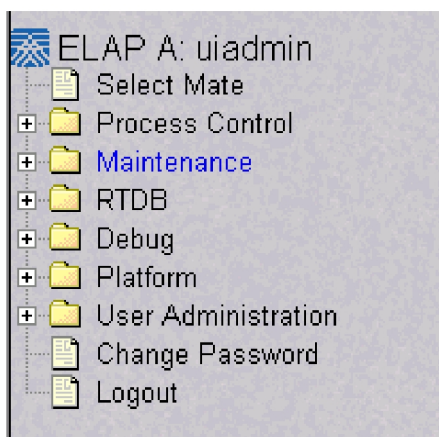 ELAP A: uiadmin
Select Mate
Process Control
Maintenance
RTDB
Debug
Platform
User Administration
Change Password
Logout